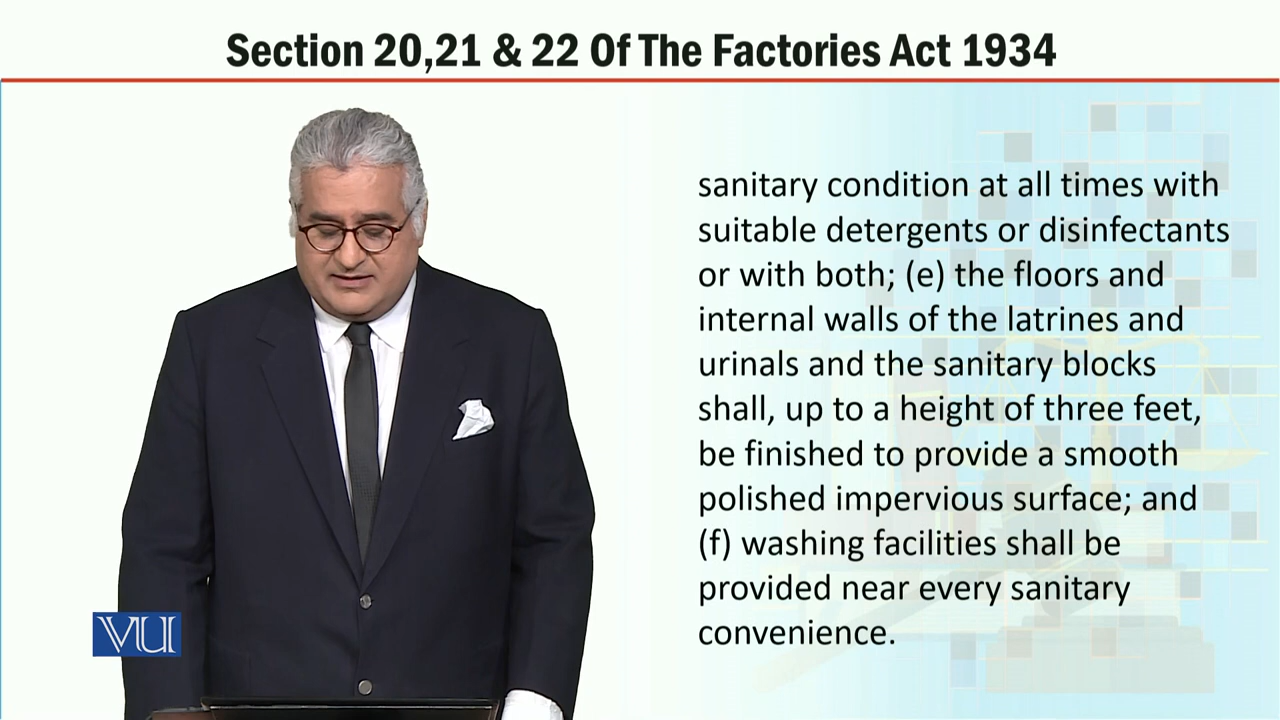 Section 20,21 & 22 Of The Factories Act 1934
sanitary condition at all times with
suitable detergents or disinfectants
or with both; (e) the floors and
internal walls of the latrines and
urinals and the sanitary blocks
shall, up to a height of three feet,
be finished to provide a smooth
polished impervious surface; and
(f) washing facilities shall be
provided near every sanitary
convenience.
VU